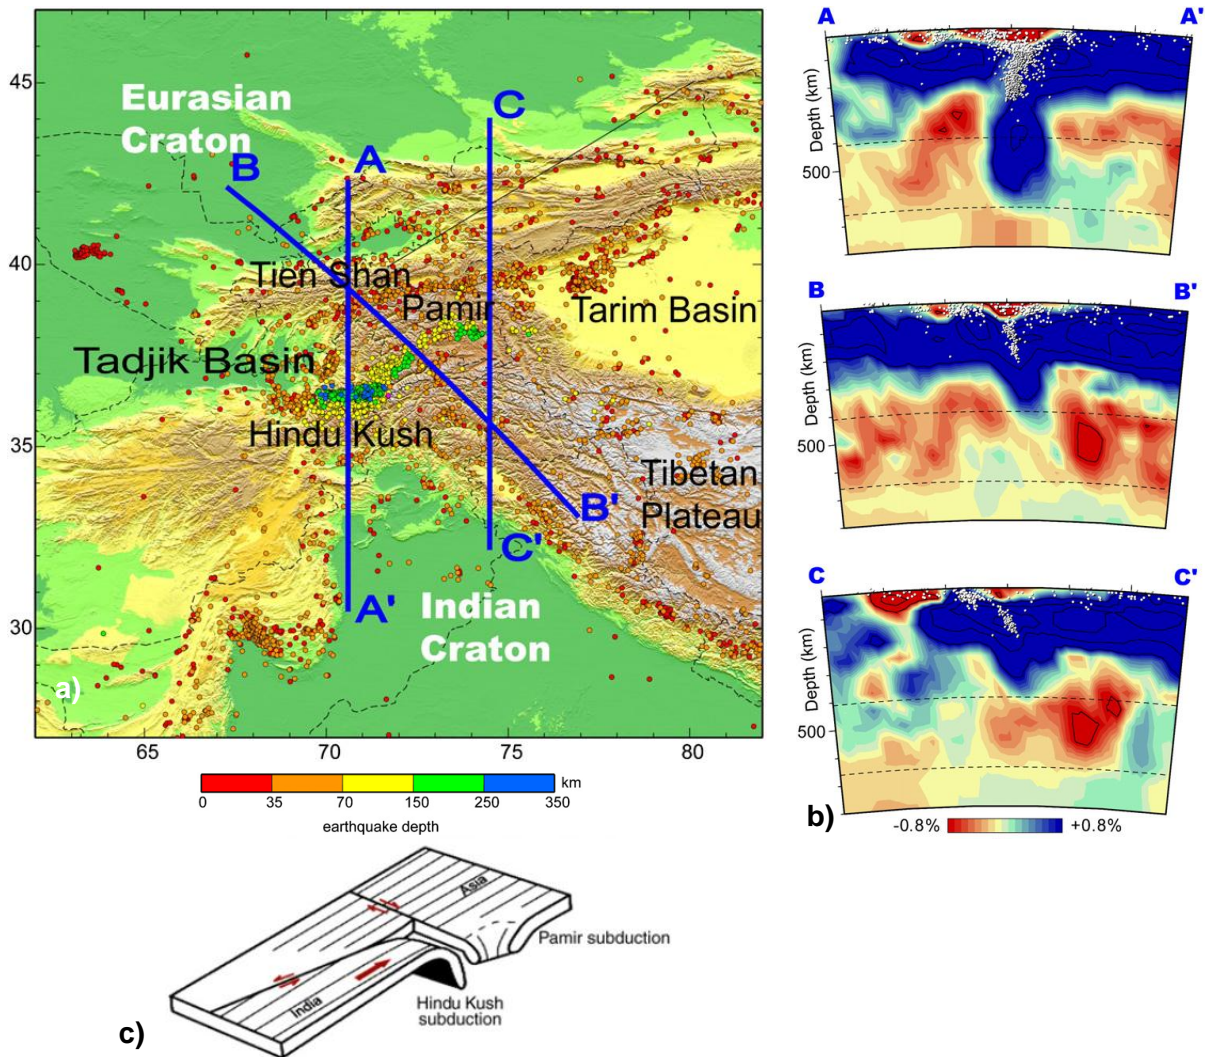 45
40
35
30
65
70
75
80
Eurasian
Craton
B
A
C
Tien Shan
Pamir
Tarim Basin
Tadjik Basin
Hindu Kush
Tibetan
Plateau
B'
C'
A'
Indian
Craton
a)
0 35 70 150 250 350 km
earthquake depth
A A'
Depth (km)
500
B B'
Depth (km)
500
C C'
Depth (km)
500
b)
-0.8% +0.8%
Asia
Pamir subduction
India
Hindu Kush
subduction
c)